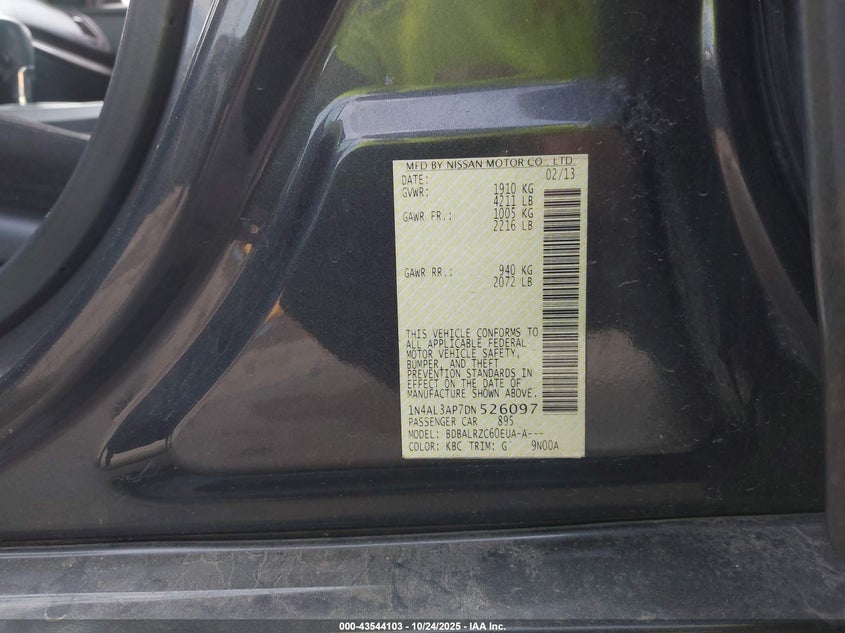 MFD BY NISSAN MOTOR CO., LTD.
DATE: 02/13
GVWR: 1910 KG
4211 LB
GAWR FR.: 1005 KG
2216 LB
GAWR RR.: 940 KG
2072 LB
THIS VEHICLE CONFORMS TO
ALL APPLICABLE FEDERAL
MOTOR VEHICLE SAFETY,
BUMPER, AND THEFT
PREVENTION STANDARDS IN
EFFECT ON THE DATE OF
MANUFACTURE SHOWN ABOVE.
1N4AL3AP7DN526097
PASSENGER CAR 895
MODEL: BDBALRZC60EUA-A---
COLOR: KBC TRIM: G 9N00A
000-43544103 - 10/24/2025 - IAA Inc.